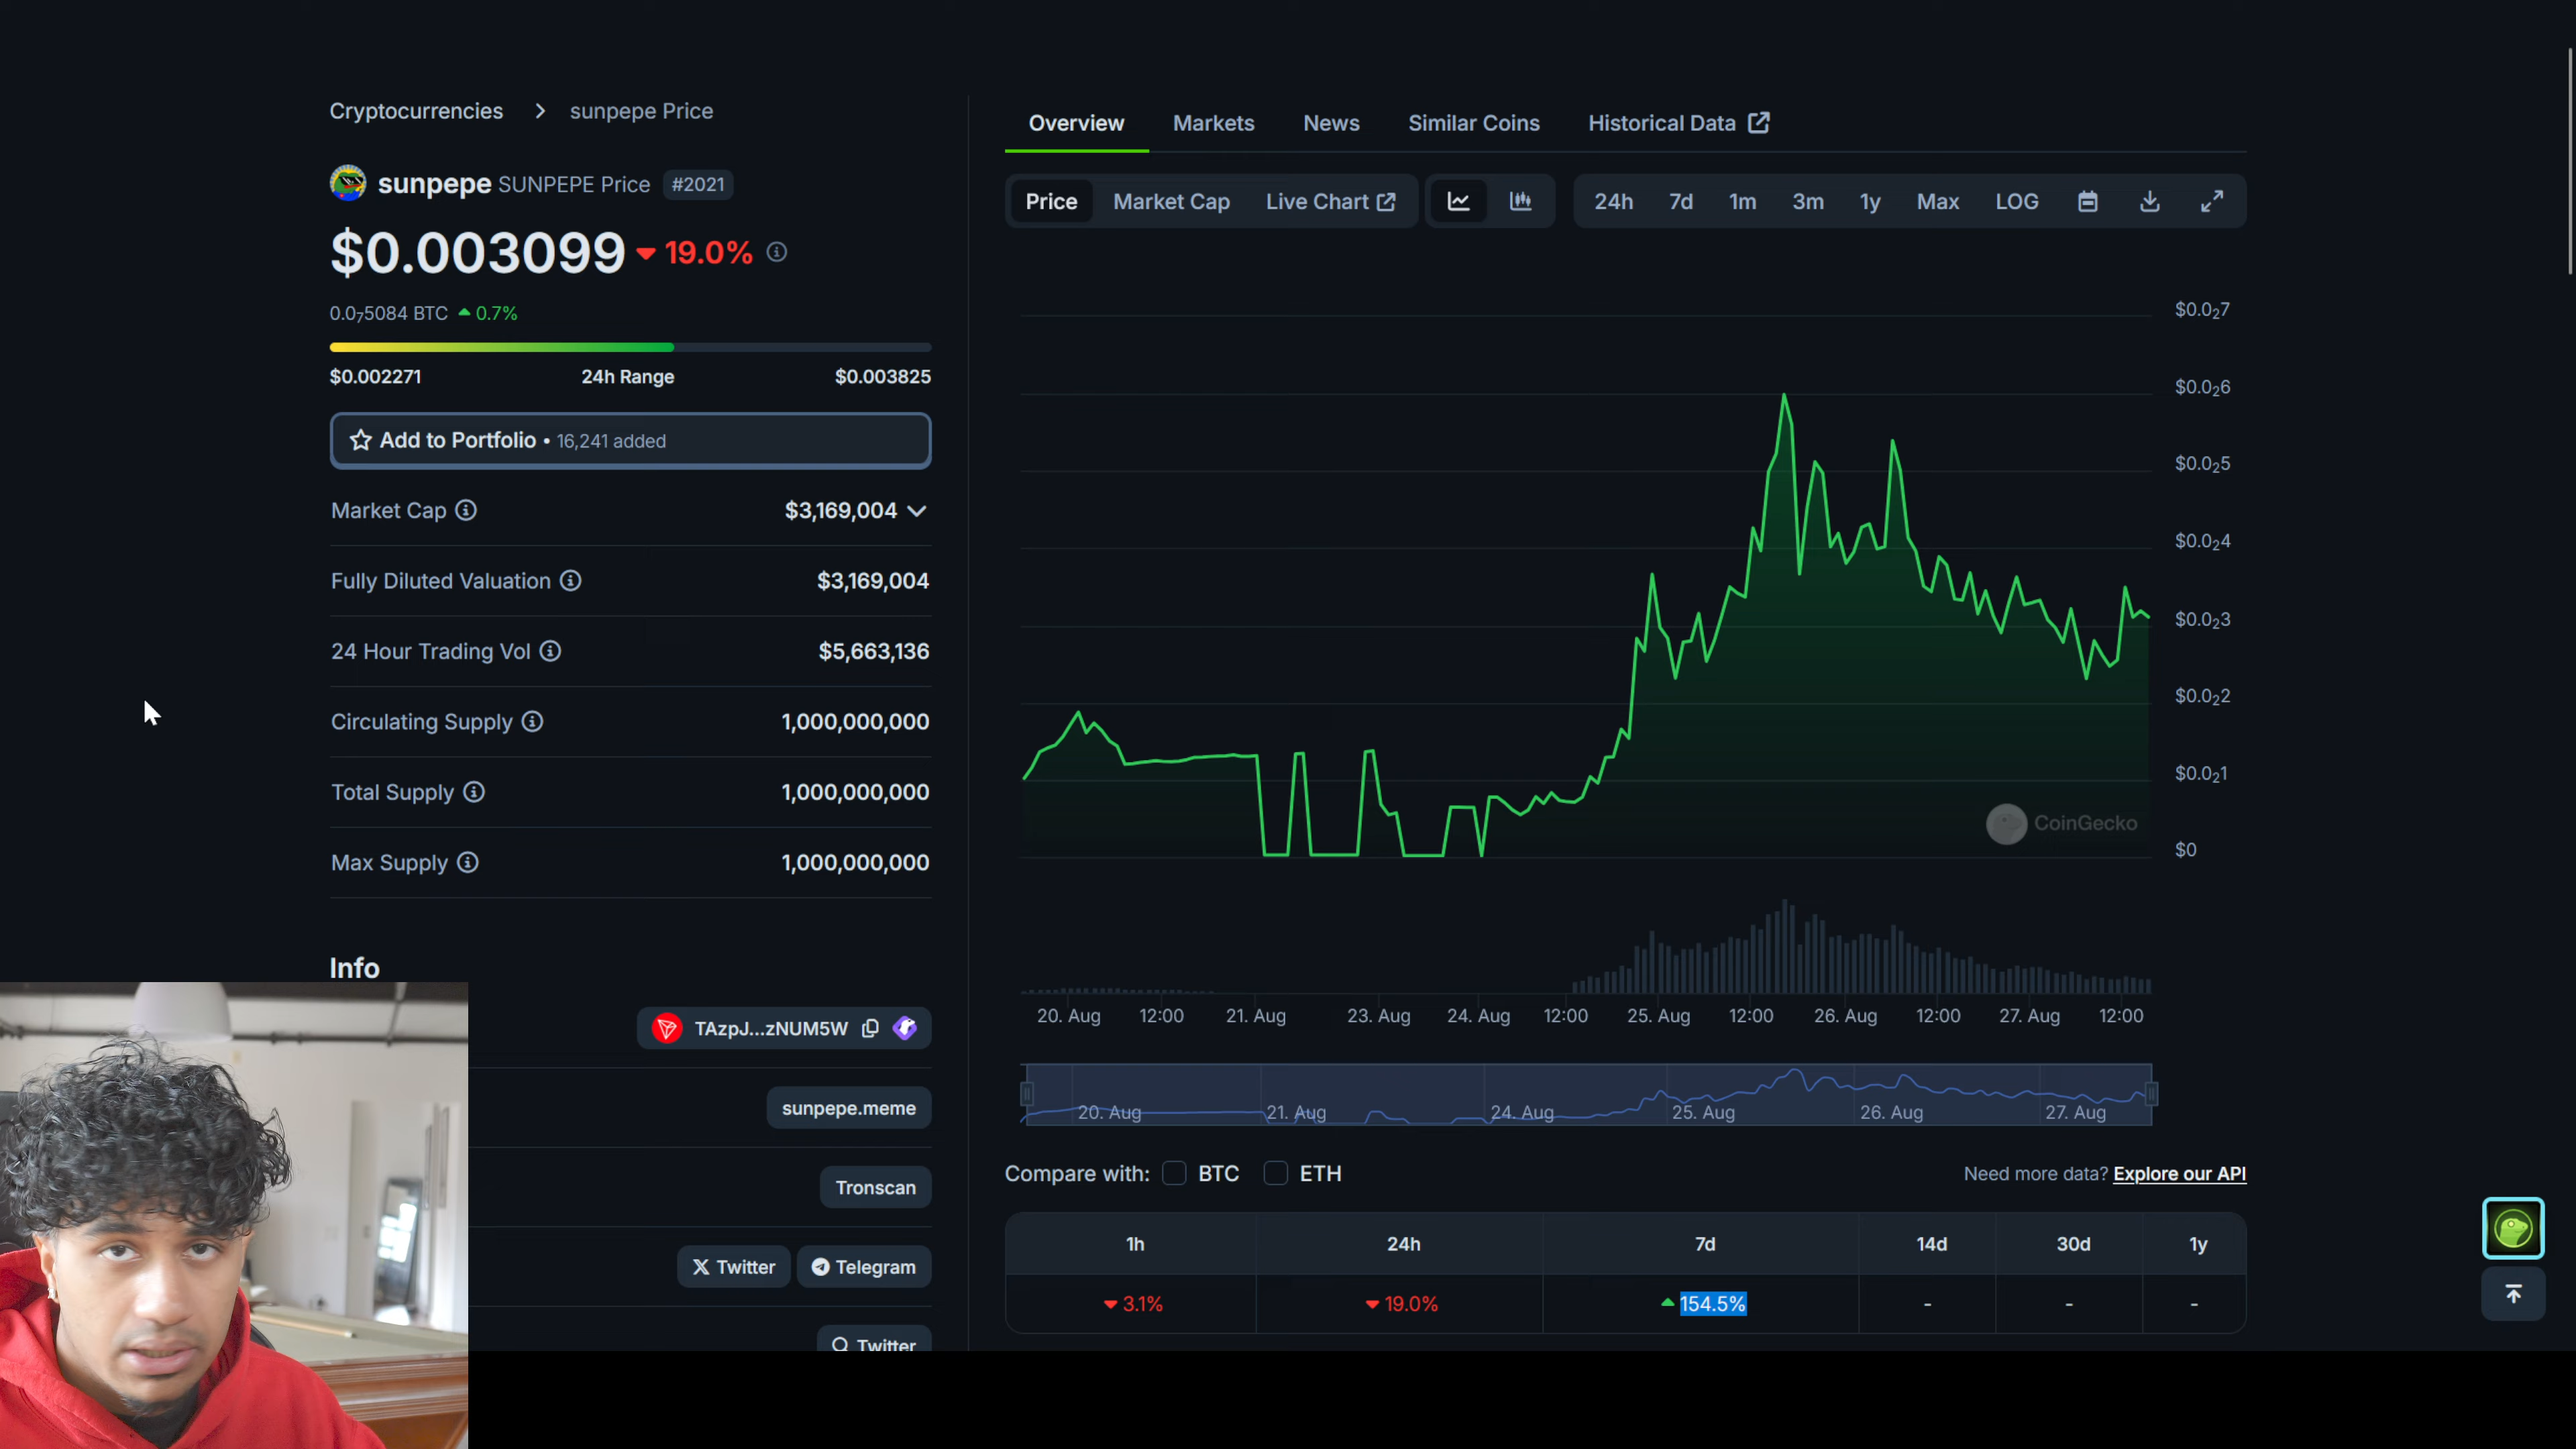 Cryptocurrencies > sunpepe Price
sunpepe SUNPEPE Price #2021
$0.003099 19.0%
0.0₇5084 BTC 0.7%
$0.002271 24h Range $0.003825
Add to Portfolio • 16,241 added
Market Cap $3,169,004
Fully Diluted Valuation $3,169,004
24 Hour Trading Vol $5,663,136
Circulating Supply 1,000,000,000
Total Supply 1,000,000,000
Max Supply 1,000,000,000
Info
TAzpJ...zNUM5W
sunpepe.meme
Tronscan
X Twitter Telegram
Twitter
Overview Markets News Similar Coins Historical Data
Price Market Cap Live Chart 24h 7d 1m 3m 1y Max LOG
$0.0₂7
$0.0₂6
$0.0₂5
$0.0₂4
$0.0₂3
$0.0₂2
$0.0₂1
CoinGecko
$0
20. Aug 12:00 21. Aug 23. Aug 24. Aug 12:00 25. Aug 12:00 26. Aug 12:00 27. Aug 12:00
20. Aug 21. Aug 24. Aug 25. Aug 26. Aug 27. Aug
Compare with: BTC ETH Need more data? Explore our API
1h 24h 7d 14d 30d 1y
3.1% 19.0% 154.5% - - -